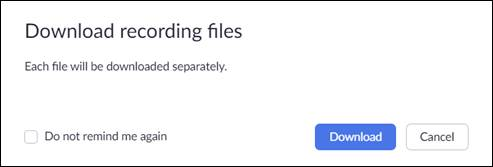 Download recording files
Each file will be downloaded separately.
Do not remind me again
Download
Cancel